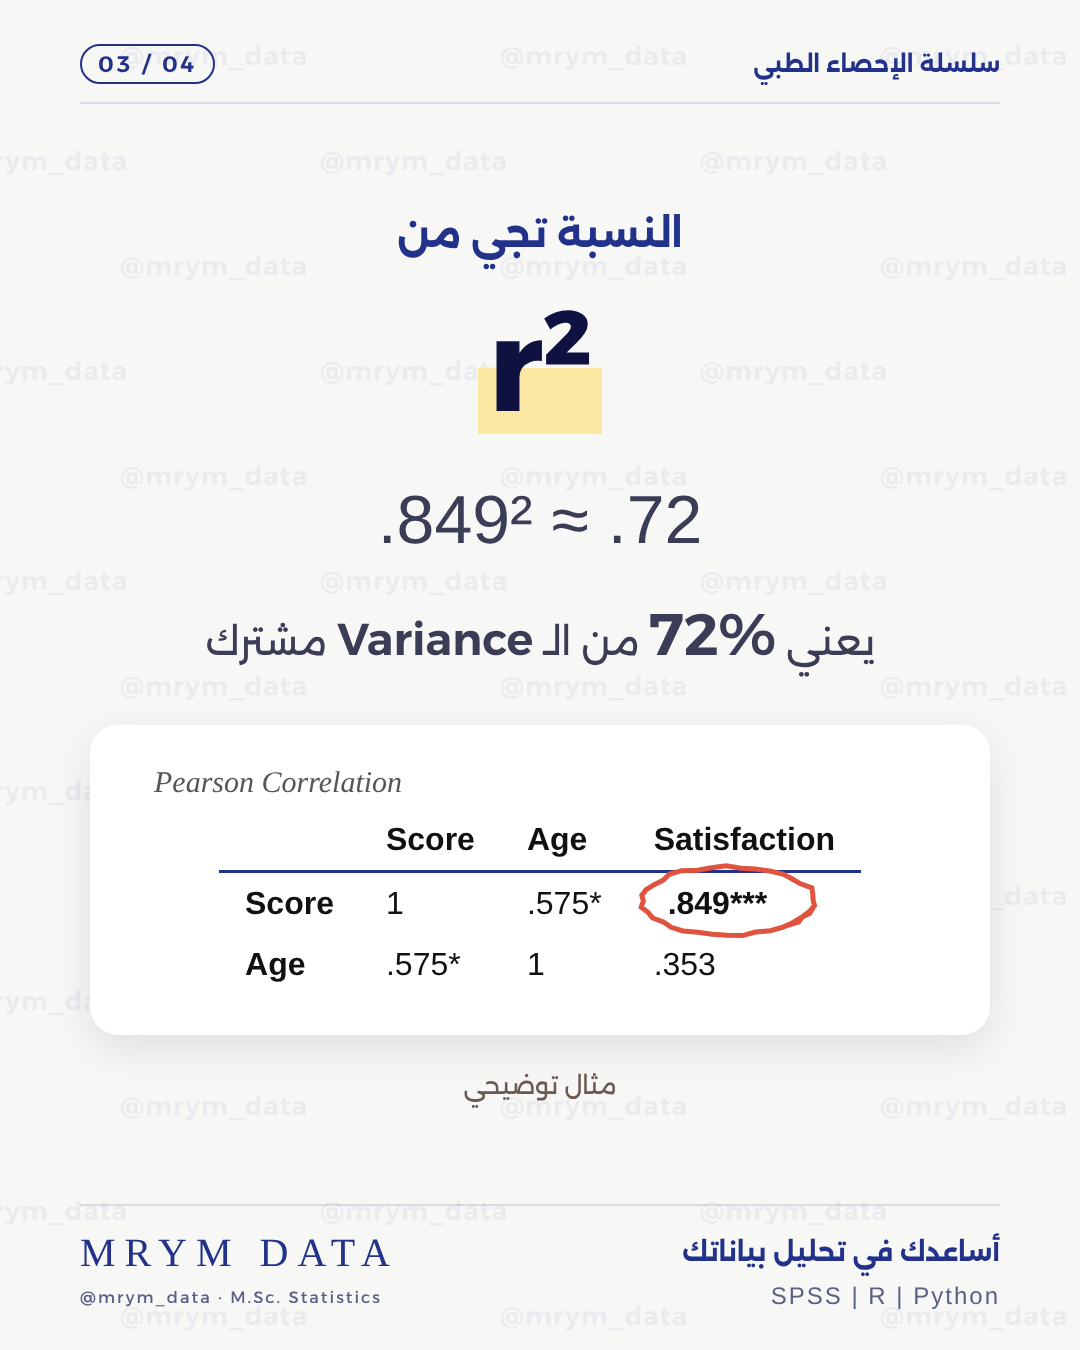 سلسلة الإحصاء الطبي
03 / 04
النسبة تجي من
r²
.849² ≈ .72
يعني 72% من الـ Variance مشترك
Pearson Correlation
Score Age Satisfaction
Score 1 .575* .849***
Age .575* 1 .353
مثال توضيحي
أساعدك في تحليل بياناتك
SPSS | R | Python
MRYM DATA
@mrym_data · M.Sc. Statistics
@mrym_data